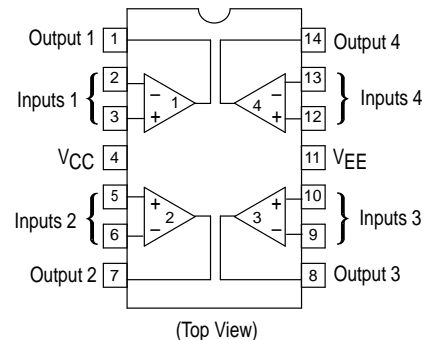 Output 1 1 14 Output 4
Inputs 1 { 2 − 13 − } Inputs 4
3 + 1 4 + 12
VCC 4 11 VEE
Inputs 2 { 5 + 2 3 + 10 } Inputs 3
6 − − 9
Output 2 7 8 Output 3
(Top View)